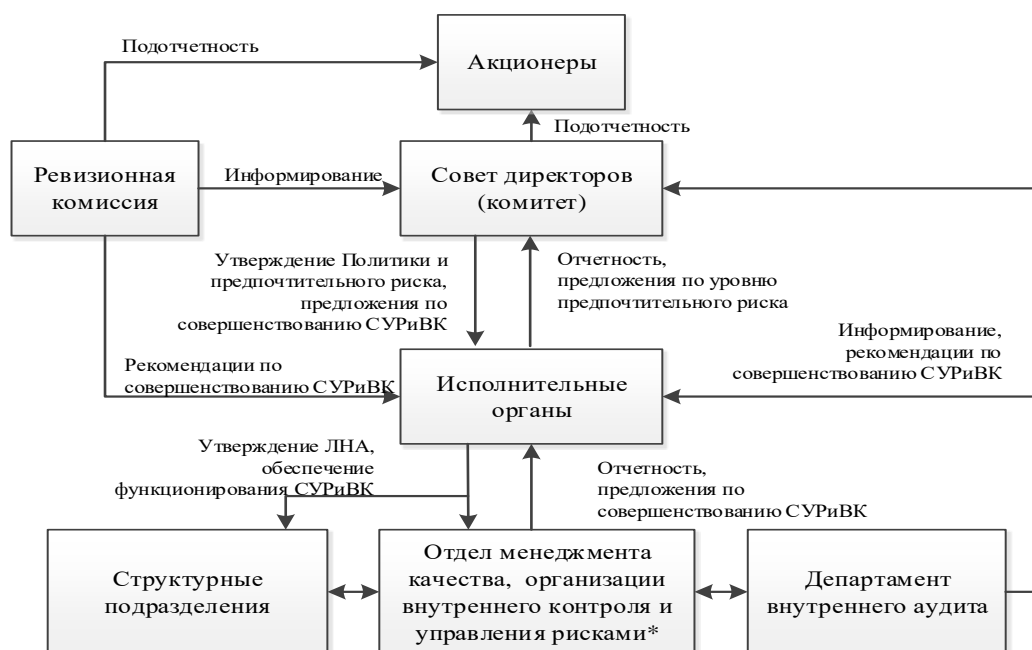 Подотчетность
Акционеры
Подотчетность
Ревизионная
комиссия
Информирование
Совет директоров
(комитет)
Утверждение Политики и
предпочтительного риска,
предложения по
совершенствованию СУРиВК
Отчетность,
предложения по уровню
предпочтительного риска
Информирование,
рекомендации по
совершенствованию СУРиВК
Рекомендации по
совершенствованию СУРиВК
Исполнительные
органы
Утверждение ЛНА,
обеспечение
функционирования СУРиВК
Отчетность,
предложения по
совершенствованию СУРиВК
Структурные
подразделения
Отдел менеджмента
качества, организации
внутреннего контроля и
управления рисками*
Департамент
внутреннего аудита